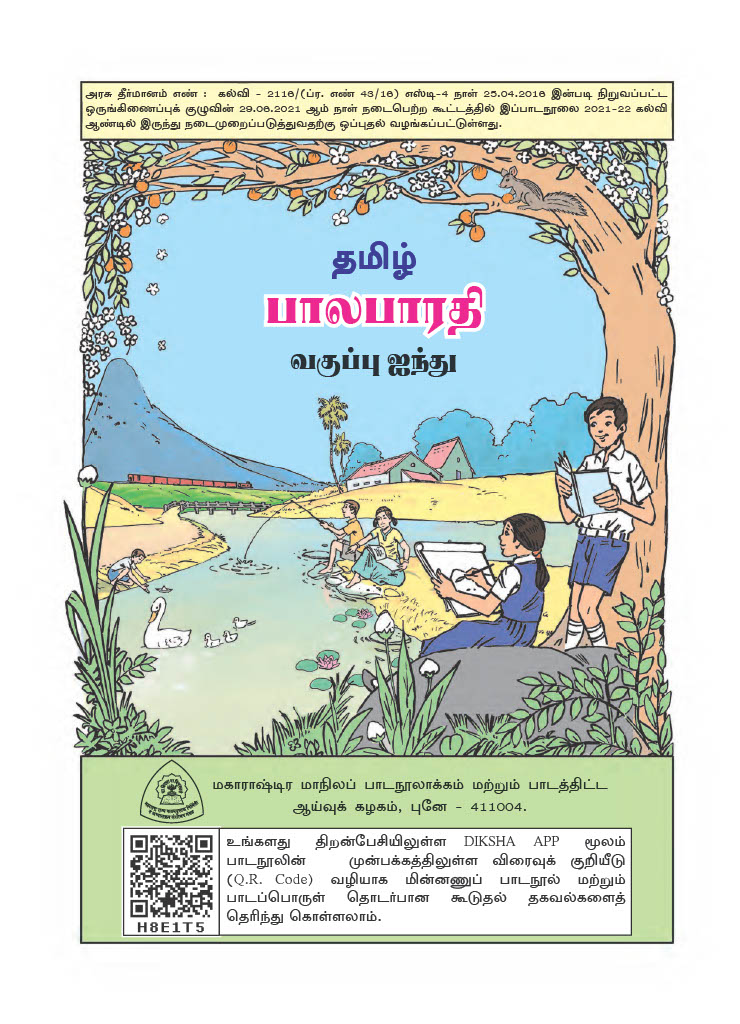 அரசு தீர்மானம் எண் : கல்வி - 2116/(ப்ர. எண் 43/16) எஸ்டி-4 நாள் 25.04.2016 இன்படி நிறுவப்பட்ட
ஒருங்கிணைப்புக் குழுவின் 29.06.2021 ஆம் நாள் நடைபெற்ற கூட்டத்தில் இப்பாடநூலை 2021-22 கல்வி
ஆண்டில் இருந்து நடைமுறைப்படுத்துவதற்கு ஒப்புதல் வழங்கப்பட்டுள்ளது.
தமிழ்
பாலபாரதி
வகுப்பு ஐந்து
மகாராஷ்டிர மாநிலப் பாடநூலாக்கம் மற்றும் பாடத்திட்ட
ஆய்வுக் கழகம், புனே - 411004.
உங்களது திறன்பேசியிலுள்ள DIKSHA APP மூலம்
பாடநூலின் முன்பக்கத்திலுள்ள விரைவுக் குறியீடு
(Q.R. Code) வழியாக மின்னணுப் பாடநூல் மற்றும்
பாடப்பொருள் தொடர்பான கூடுதல் தகவல்களைத்
தெரிந்து கொள்ளலாம்.
H8E1T5